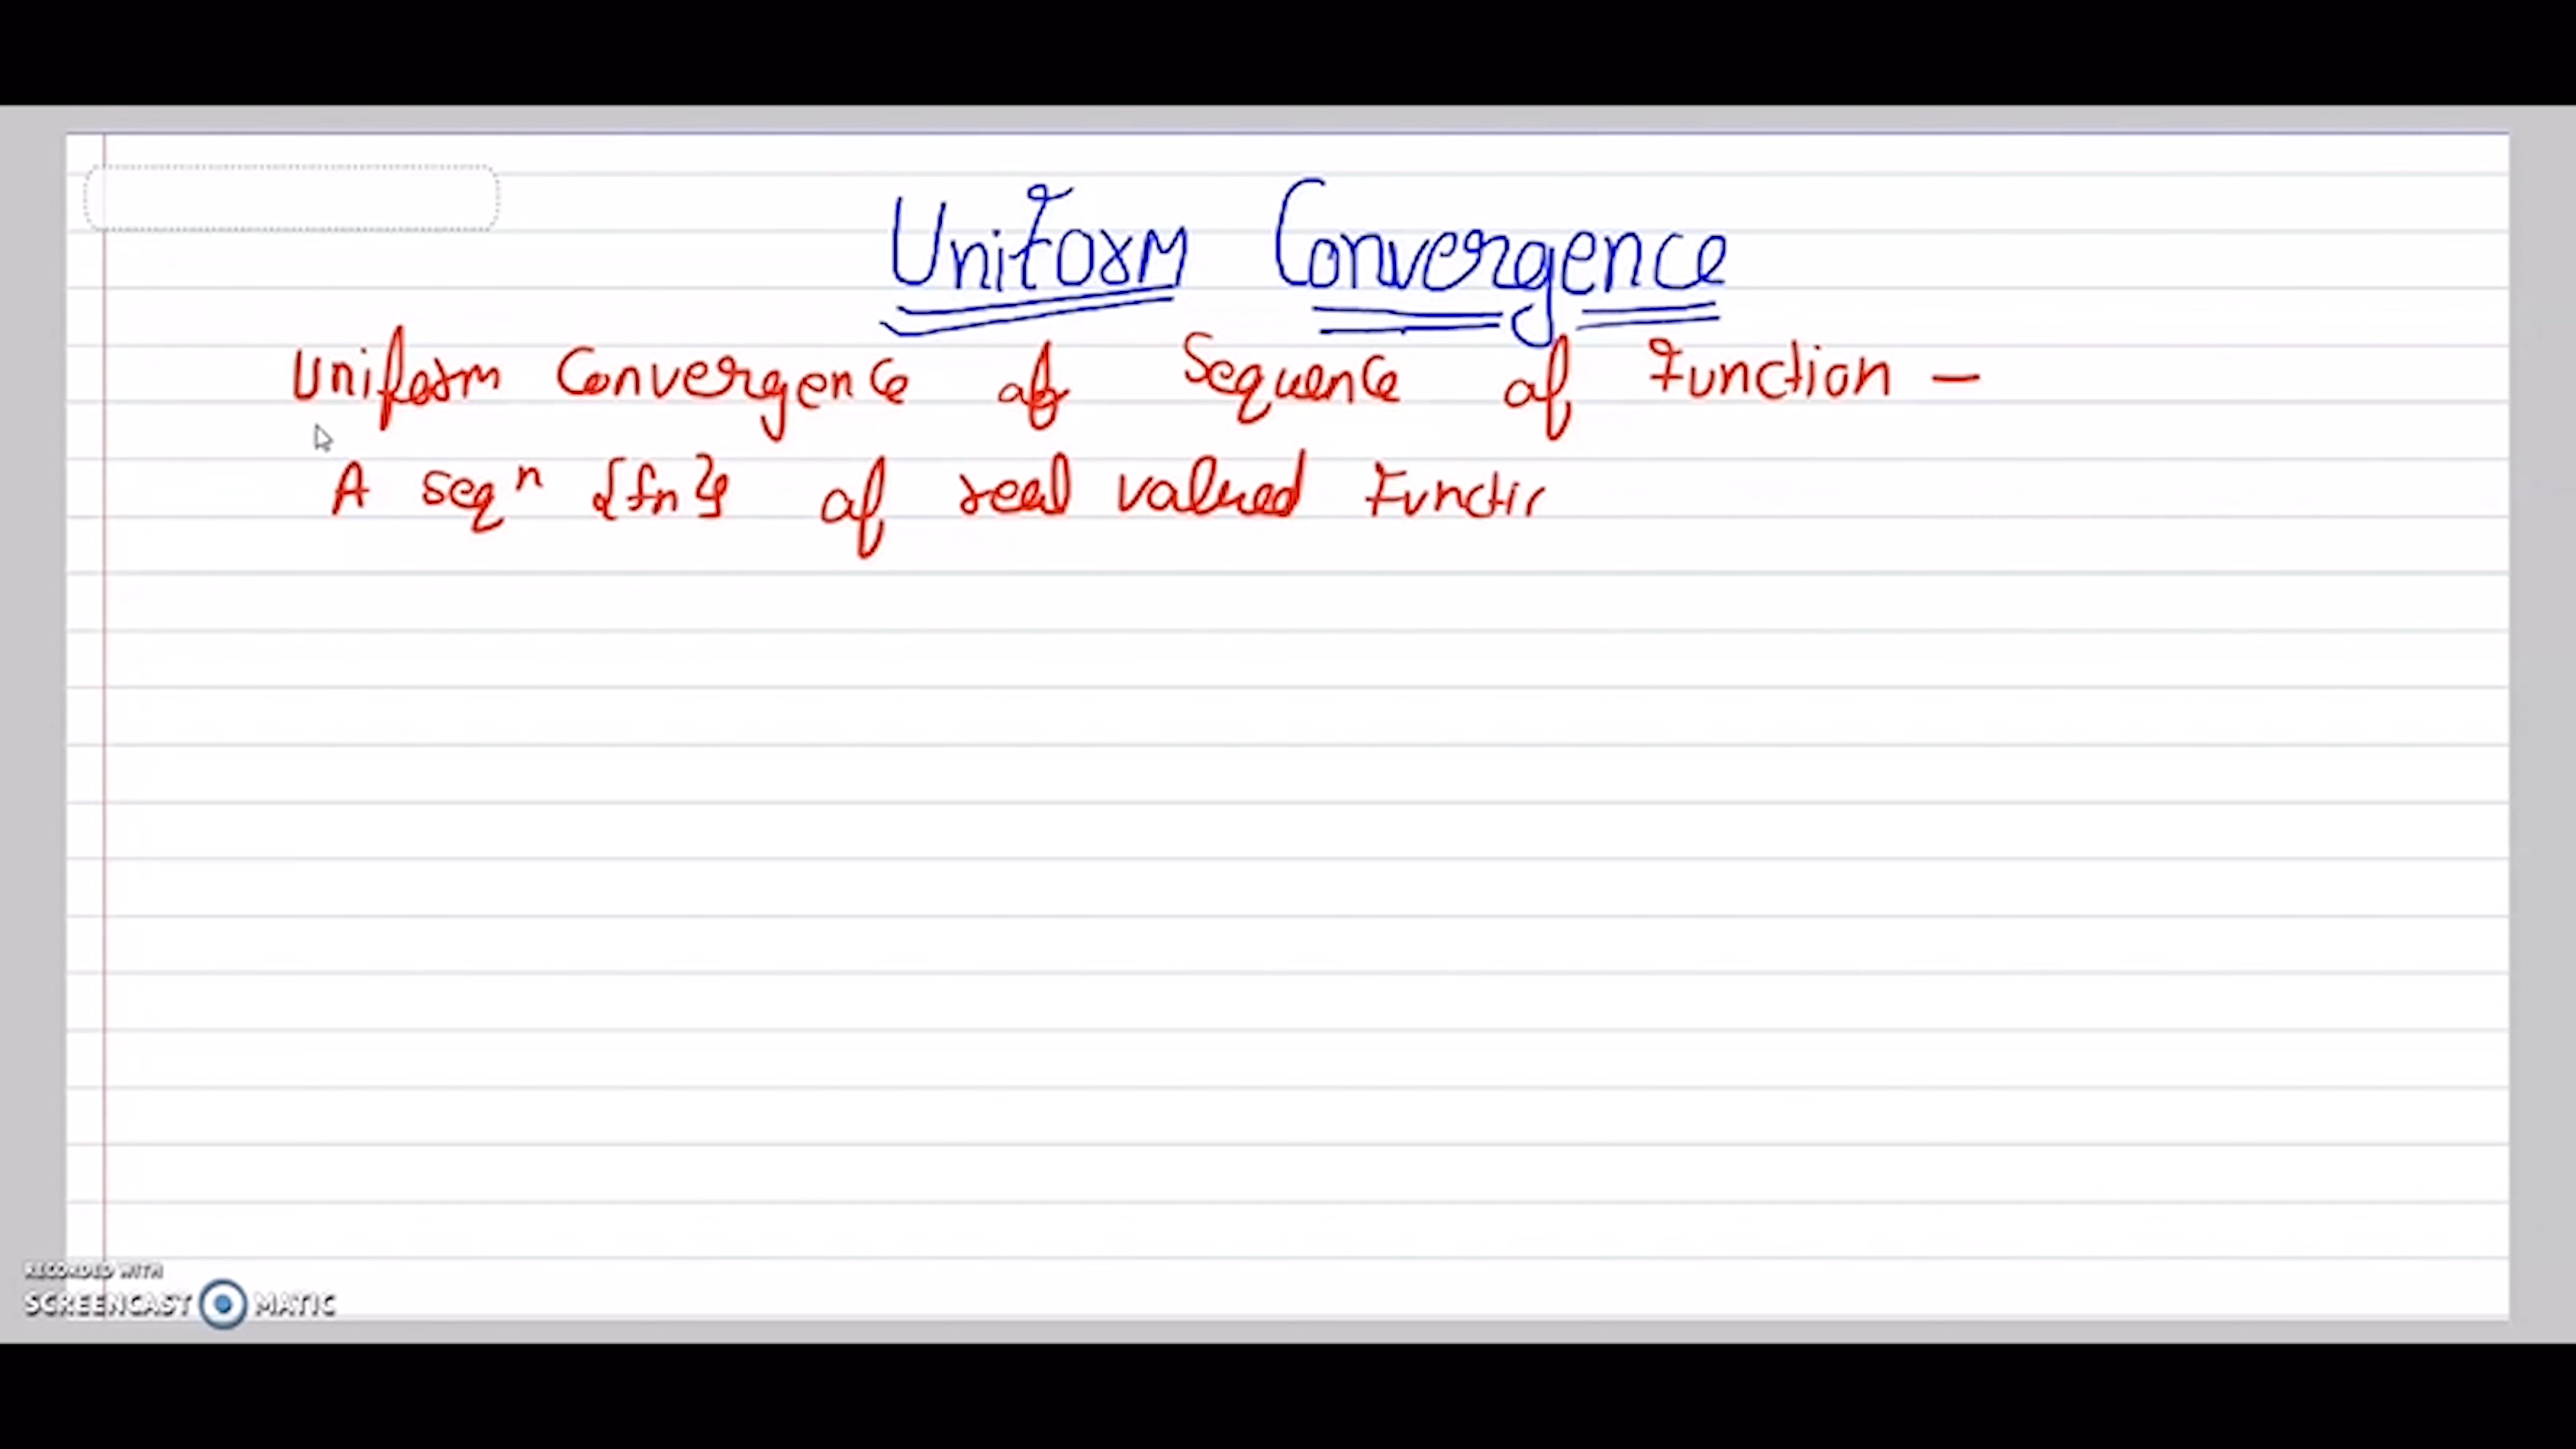 Uniform Convergence
Uniform Convergence of Sequence of Function —
A seqⁿ {fn} of real valued Functi
RECORDED WITH
SCREENCAST MATIC